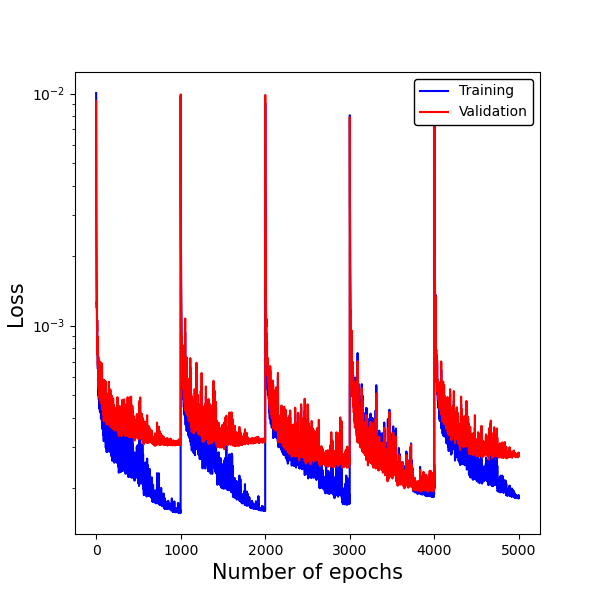 Training
Validation
10⁻²
10⁻³
Loss
0 1000 2000 3000 4000 5000
Number of epochs